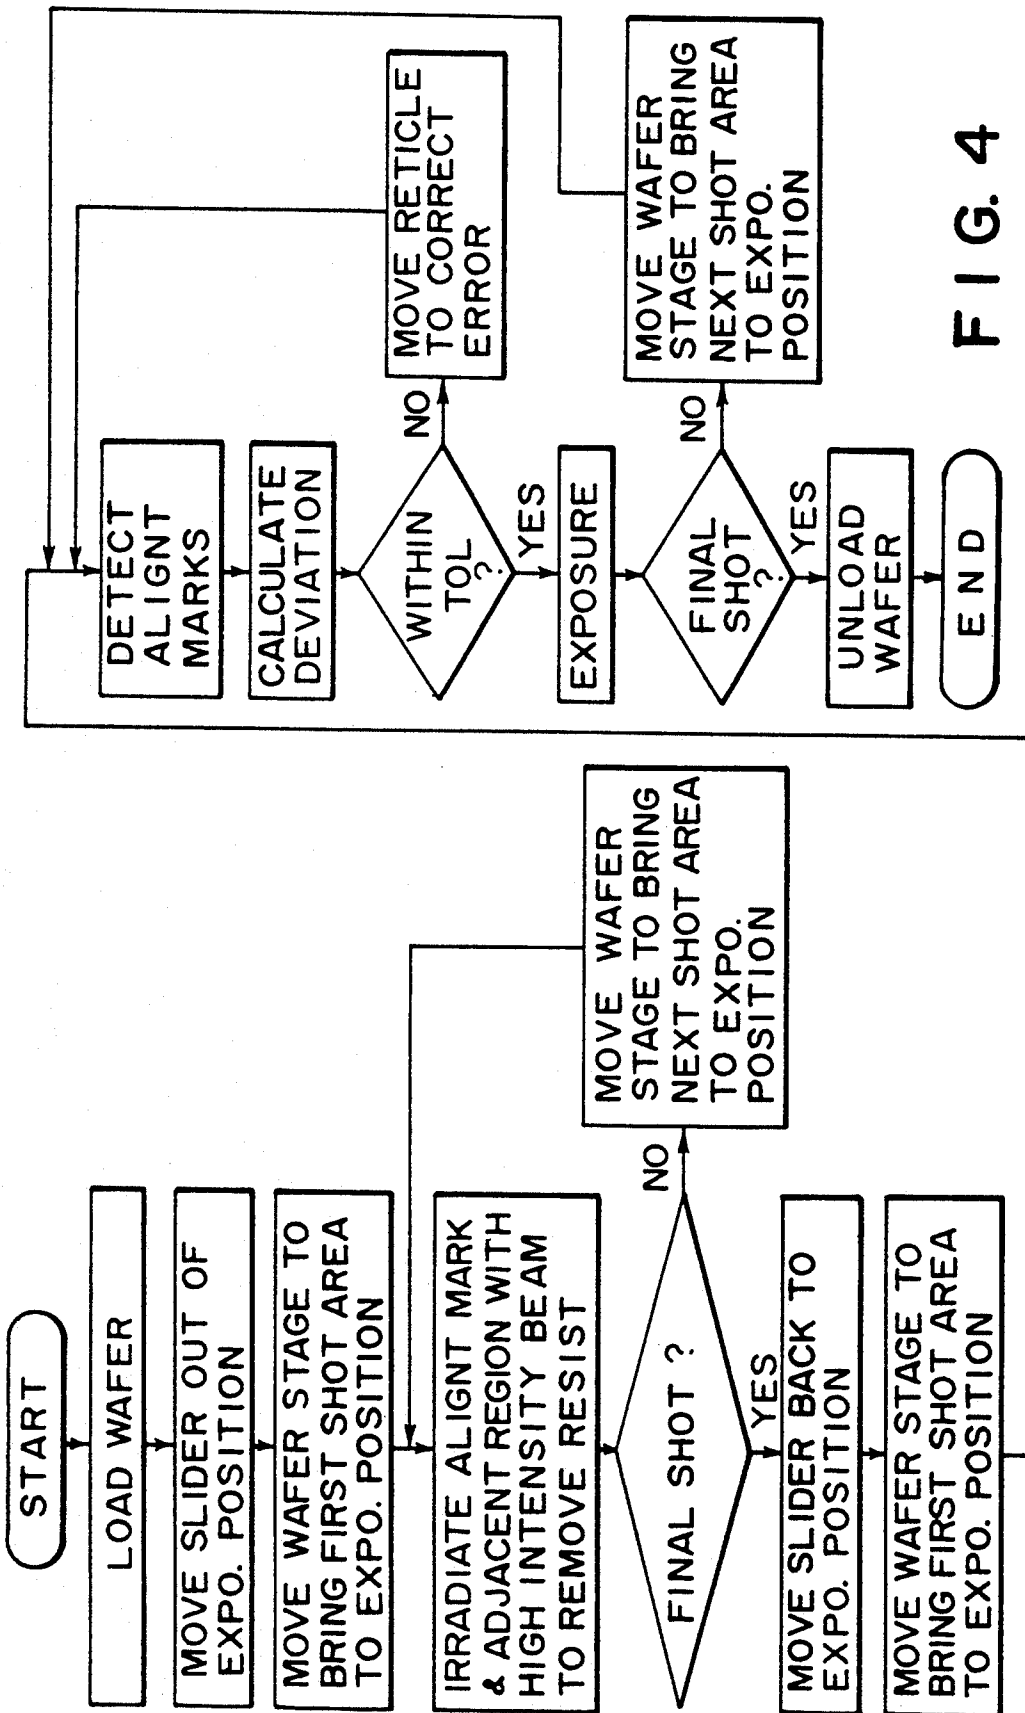 START
LOAD WAFER
MOVE SLIDER OUT OF
EXPO. POSITION
MOVE WAFER STAGE TO
BRING FIRST SHOT AREA
TO EXPO. POSITION
IRRADIATE ALIGNT MARK
& ADJACENT REGION WITH
HIGH INTENSITY BEAM
TO REMOVE RESIST
FINAL SHOT ?
NO
MOVE WAFER
STAGE TO BRING
NEXT SHOT AREA
TO EXPO.
POSITION
YES
MOVE SLIDER BACK TO
EXPO. POSITION
MOVE WAFER STAGE TO
BRING FIRST SHOT AREA
TO EXPO. POSITION
DETECT
ALIGNT
MARKS
CALCULATE
DEVIATION
WITHIN
TOL
?
NO
MOVE RETICLE
TO CORRECT
ERROR
YES
EXPOSURE
FINAL
SHOT
?
NO
MOVE WAFER
STAGE TO BRING
NEXT SHOT AREA
TO EXPO.
POSITION
YES
UNLOAD
WAFER
END
FIG. 4